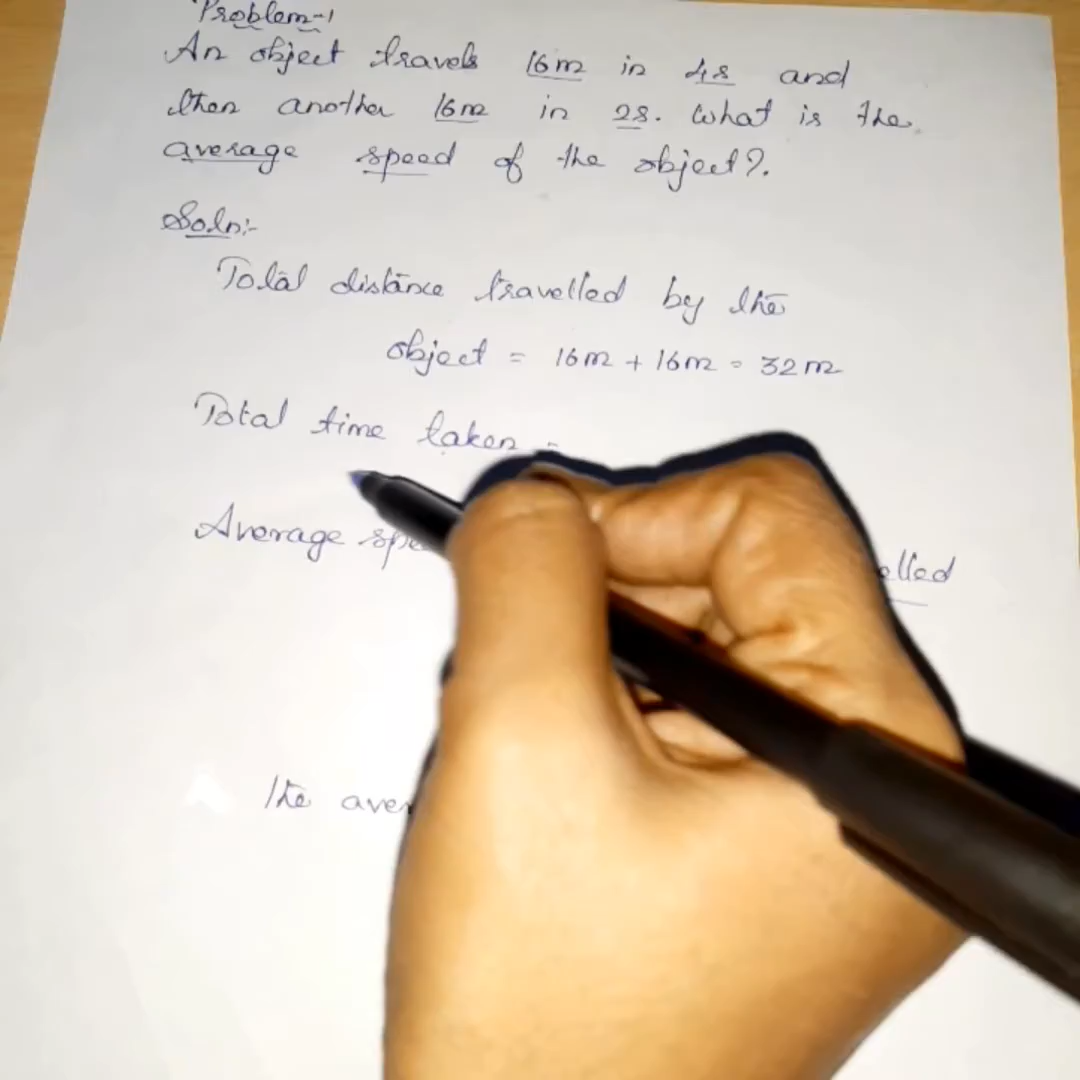 Problem-1
An object travels 16m in 4s and
then another 16m in 2s. What is the
average speed of the object?.
Soln:-
Total distance travelled by the
object = 16m + 16m = 32m
Total time taken =
Average
The